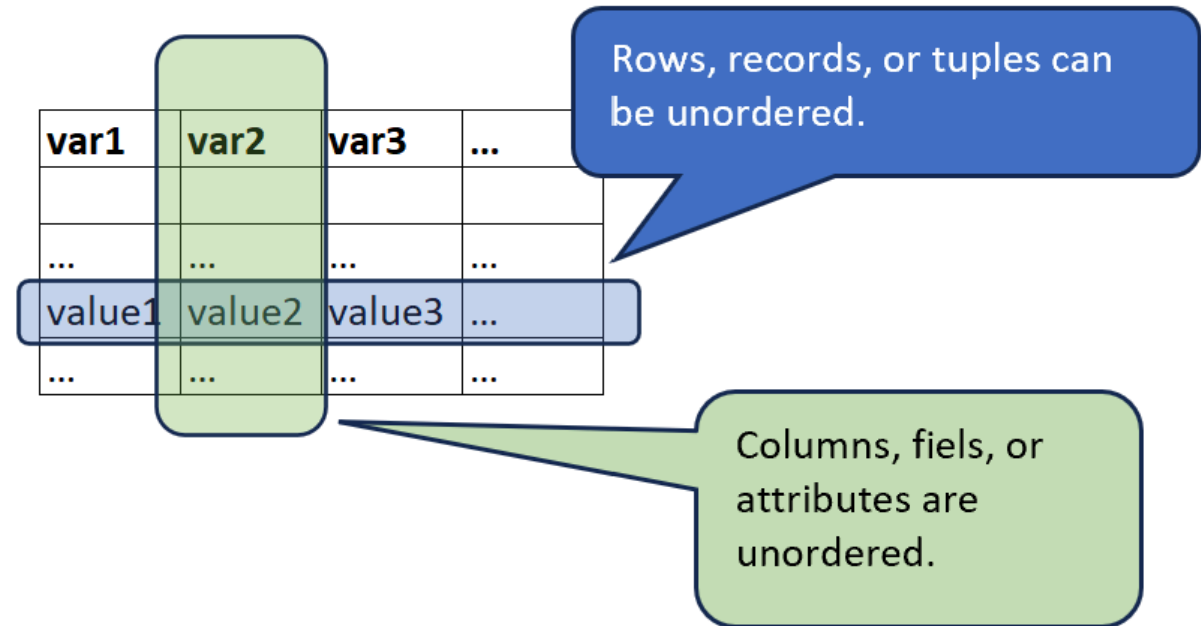 Rows, records, or tuples can
be unordered.
var1 var2 var3 ...
... ... ... ...
value1 value2 value3 ...
... ... ... ...
Columns, fiels, or
attributes are
unordered.